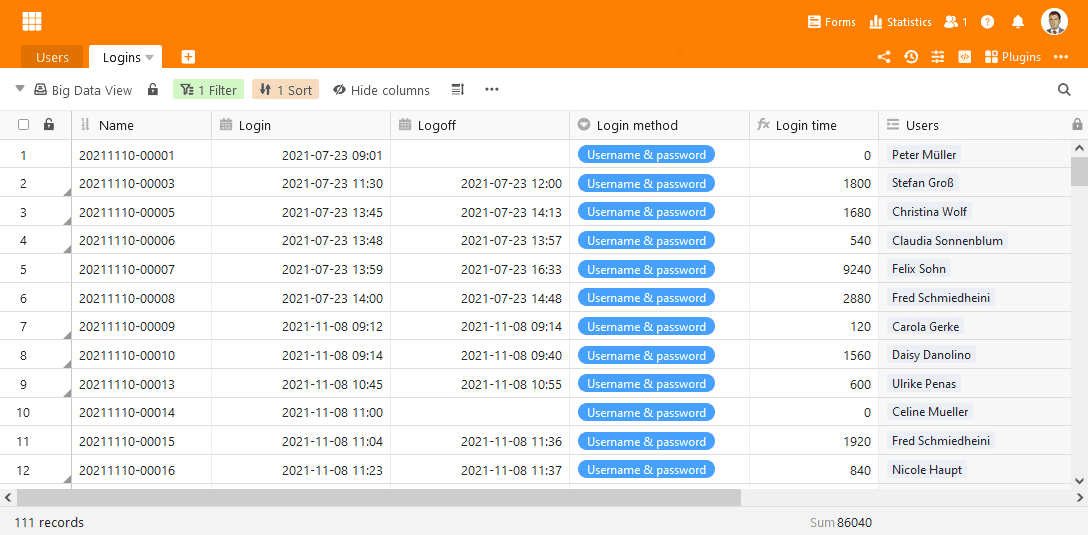 Forms Statistics 1 ?
Users Logins Plugins
Big Data View 1 Filter 1 Sort Hide columns
Name Login Logoff Login method fx Login time Users
1 20211110-00001 2021-07-23 09:01 Username & password 0 Peter Müller
2 20211110-00003 2021-07-23 11:30 2021-07-23 12:00 Username & password 1800 Stefan Groß
3 20211110-00005 2021-07-23 13:45 2021-07-23 14:13 Username & password 1680 Christina Wolf
4 20211110-00006 2021-07-23 13:48 2021-07-23 13:57 Username & password 540 Claudia Sonnenblum
5 20211110-00007 2021-07-23 13:59 2021-07-23 16:33 Username & password 9240 Felix Sohn
6 20211110-00008 2021-07-23 14:00 2021-07-23 14:48 Username & password 2880 Fred Schmiedheini
7 20211110-00009 2021-11-08 09:12 2021-11-08 09:14 Username & password 120 Carola Gerke
8 20211110-00010 2021-11-08 09:14 2021-11-08 09:40 Username & password 1560 Daisy Danolino
9 20211110-00013 2021-11-08 10:45 2021-11-08 10:55 Username & password 600 Ulrike Penas
10 20211110-00014 2021-11-08 11:00 Username & password 0 Celine Mueller
11 20211110-00015 2021-11-08 11:04 2021-11-08 11:36 Username & password 1920 Fred Schmiedheini
12 20211110-00016 2021-11-08 11:23 2021-11-08 11:37 Username & password 840 Nicole Haupt
111 records Sum 86040